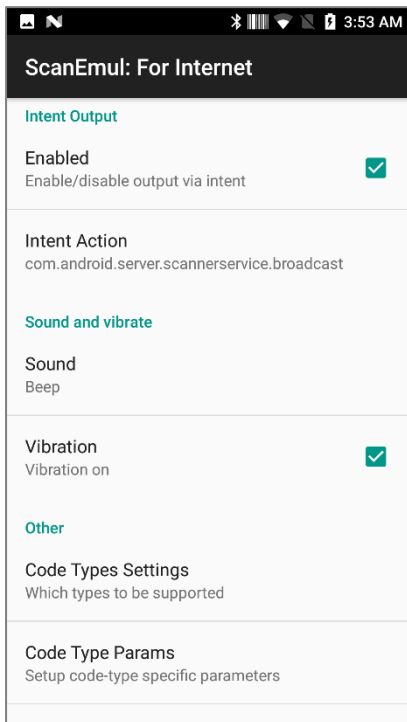 3:53 AM
ScanEmul: For Internet
Intent Output
Enabled
Enable/disable output via intent
Intent Action
com.android.server.scannerservice.broadcast
Sound and vibrate
Sound
Beep
Vibration
Vibration on
Other
Code Types Settings
Which types to be supported
Code Type Params
Setup code-type specific parameters